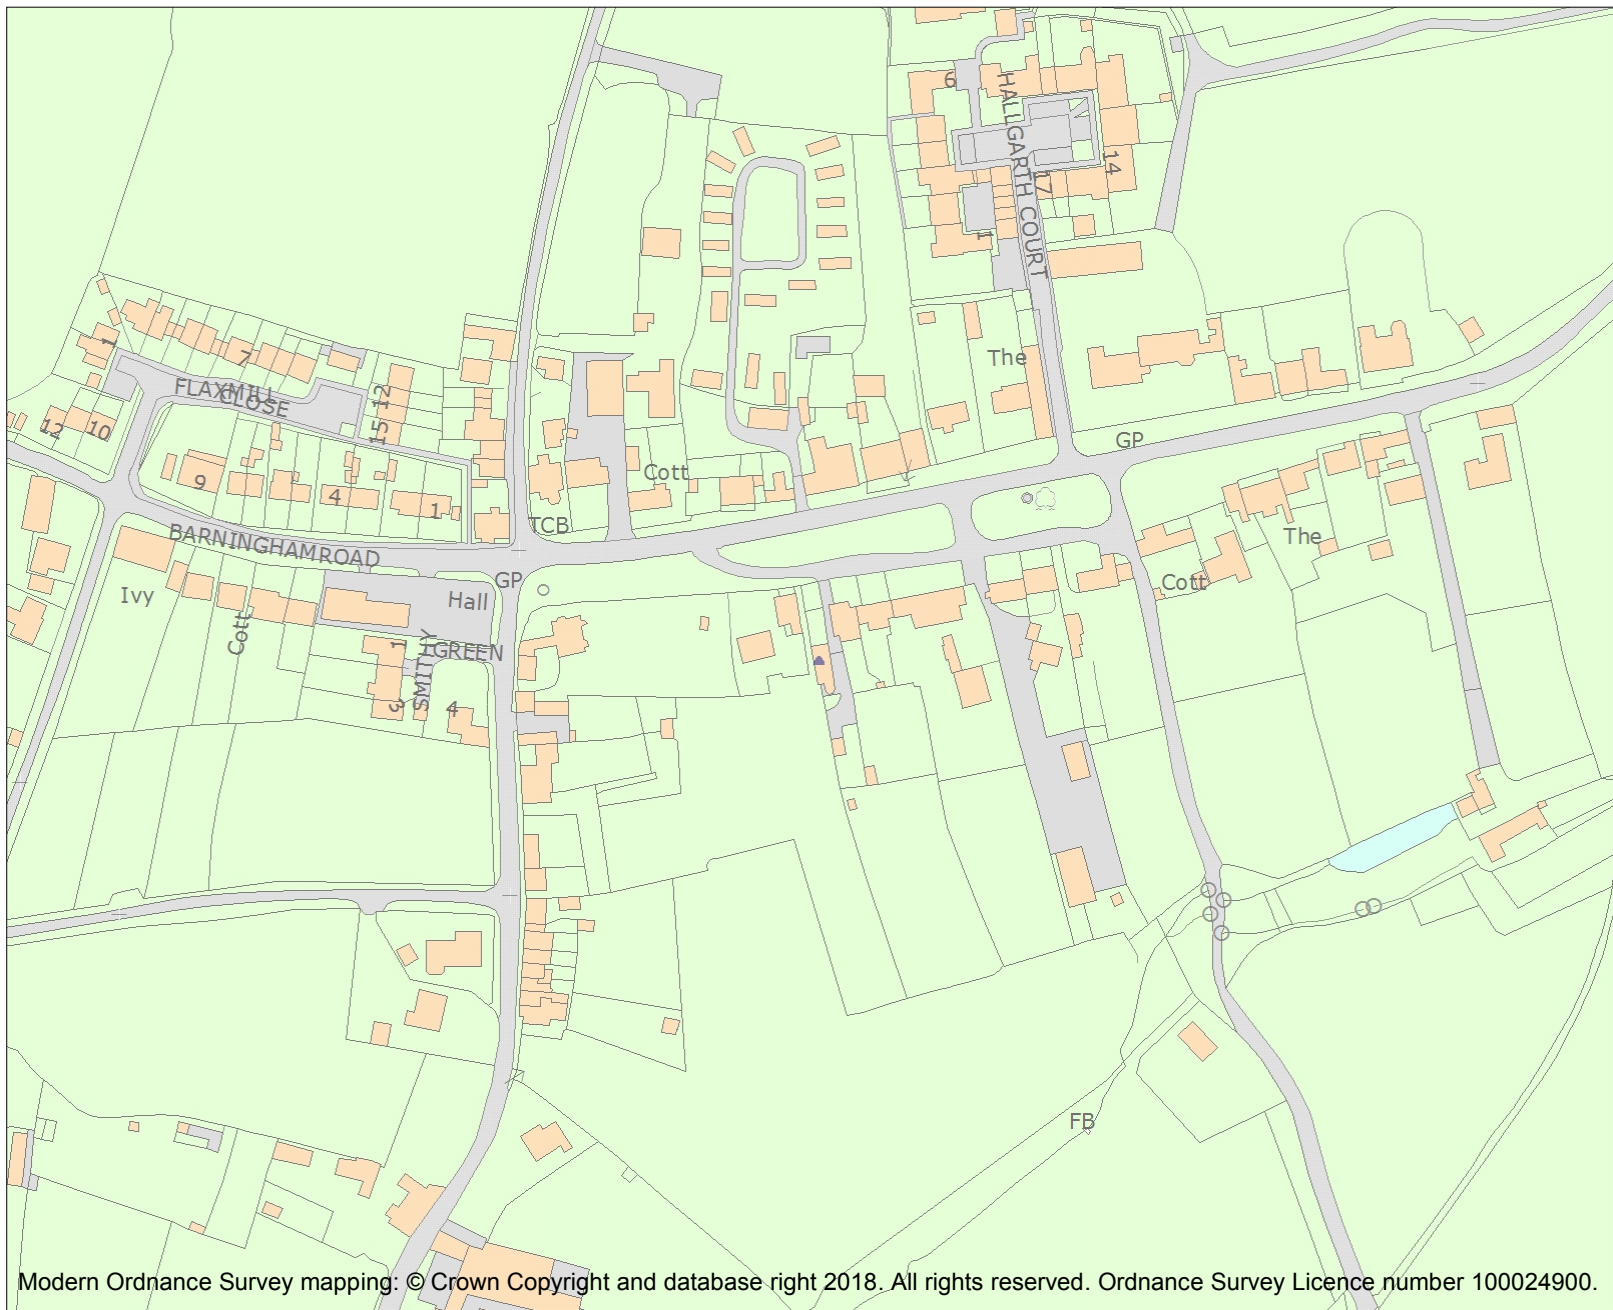 6
HALLGARTH COURT
14
17
1
The
1
7
FLAXMILL
CLOSE
12
15
12
10
9
4
1
Cott
GP
TCB
BARNINGHAM ROAD
The
GP
Ivy
Hall
Cott
Cott
1
GREEN
SMITHY
3
4
FB
Modern Ordnance Survey mapping: © Crown Copyright and database right 2018. All rights reserved. Ordnance Survey Licence number 100024900.